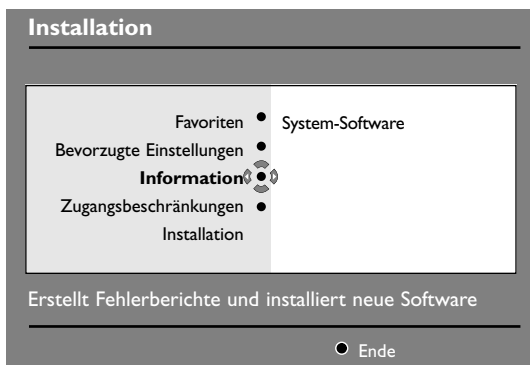 Installation
Favoriten
System-Software
Bevorzugte Einstellungen
Information
Zugangsbeschränkungen
Installation
Erstellt Fehlerberichte und installiert neue Software
Ende